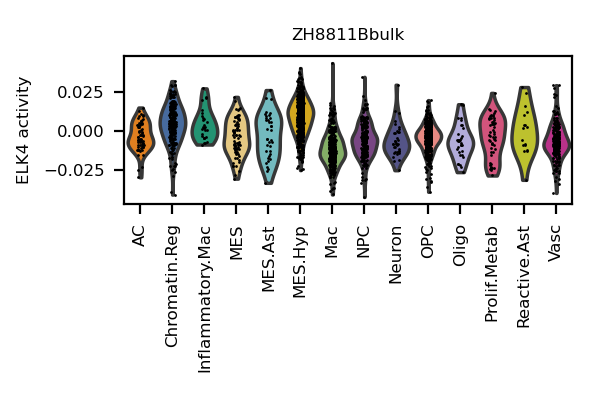 ZH8811Bbulk
ELK4 activity
0.025
0.000
−0.025
AC
Chromatin.Reg
Inflammatory.Mac
MES
MES.Ast
MES.Hyp
Mac
NPC
Neuron
OPC
Oligo
Prolif.Metab
Reactive.Ast
Vasc